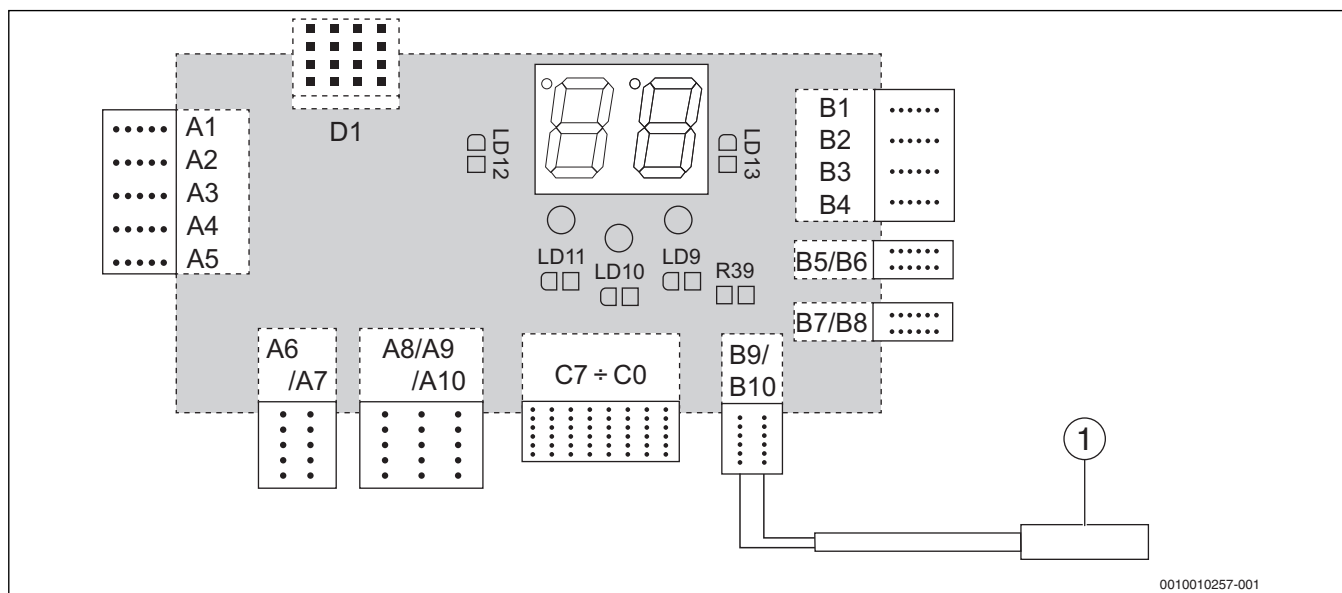 D1
A1
A2
A3
A4
A5
LD12
LD13
B1
B2
B3
B4
LD11
LD10
LD9
R39
B5/B6
B7/B8
A6
/A7
A8/A9
/A10
C7 ÷ C0
B9/
B10
1
0010010257-001